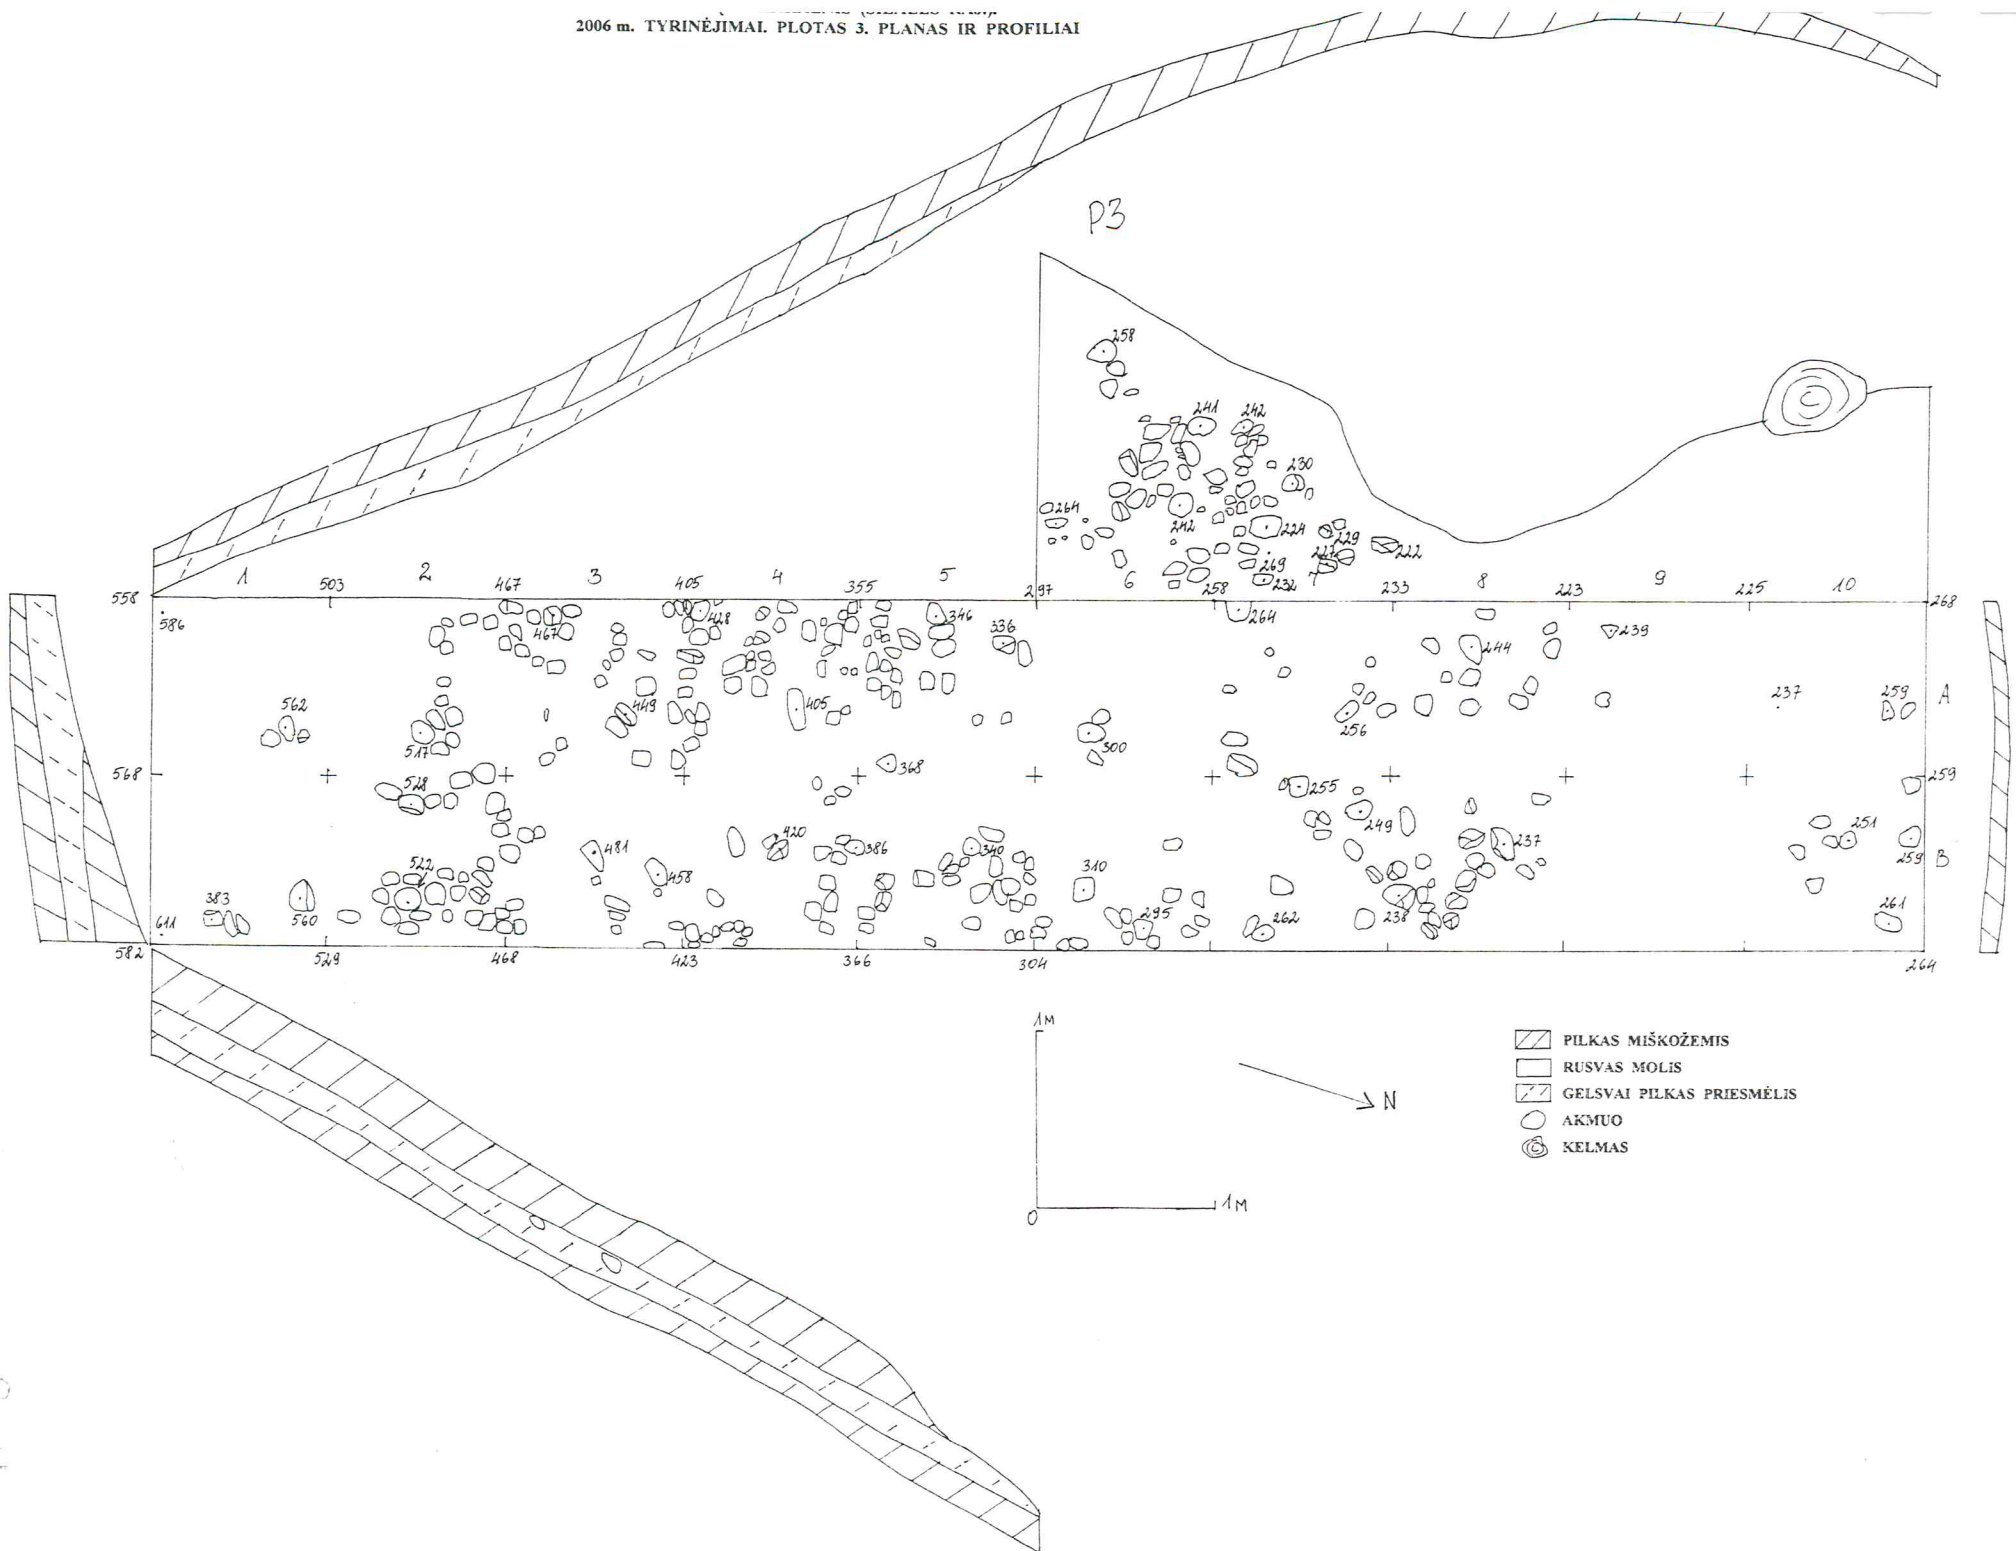 2006 m. TYRINĖJIMAI. PLOTAS 3. PLANAS IR PROFILIAI
P3
258
241 242
230
264 242 224 229 222
227
269
232
1 503 2 467 3 405 4 355 5 297 6 258 7 233 8 223 9 225 10
558 268
586 467 428 346 336 264 244 239
562 517 449 405 300 256 237 259 A
568 528 368 255 249 259
522 481 458 420 386 340 310 237 251 259 B
383 560 295 262 238 261
611
582 529 468 423 366 304 264
1M
N
0 1M
PILKAS MIŠKOŽEMIS
RUSVAS MOLIS
GELSVAI PILKAS PRIESMĖLIS
AKMUO
KELMAS